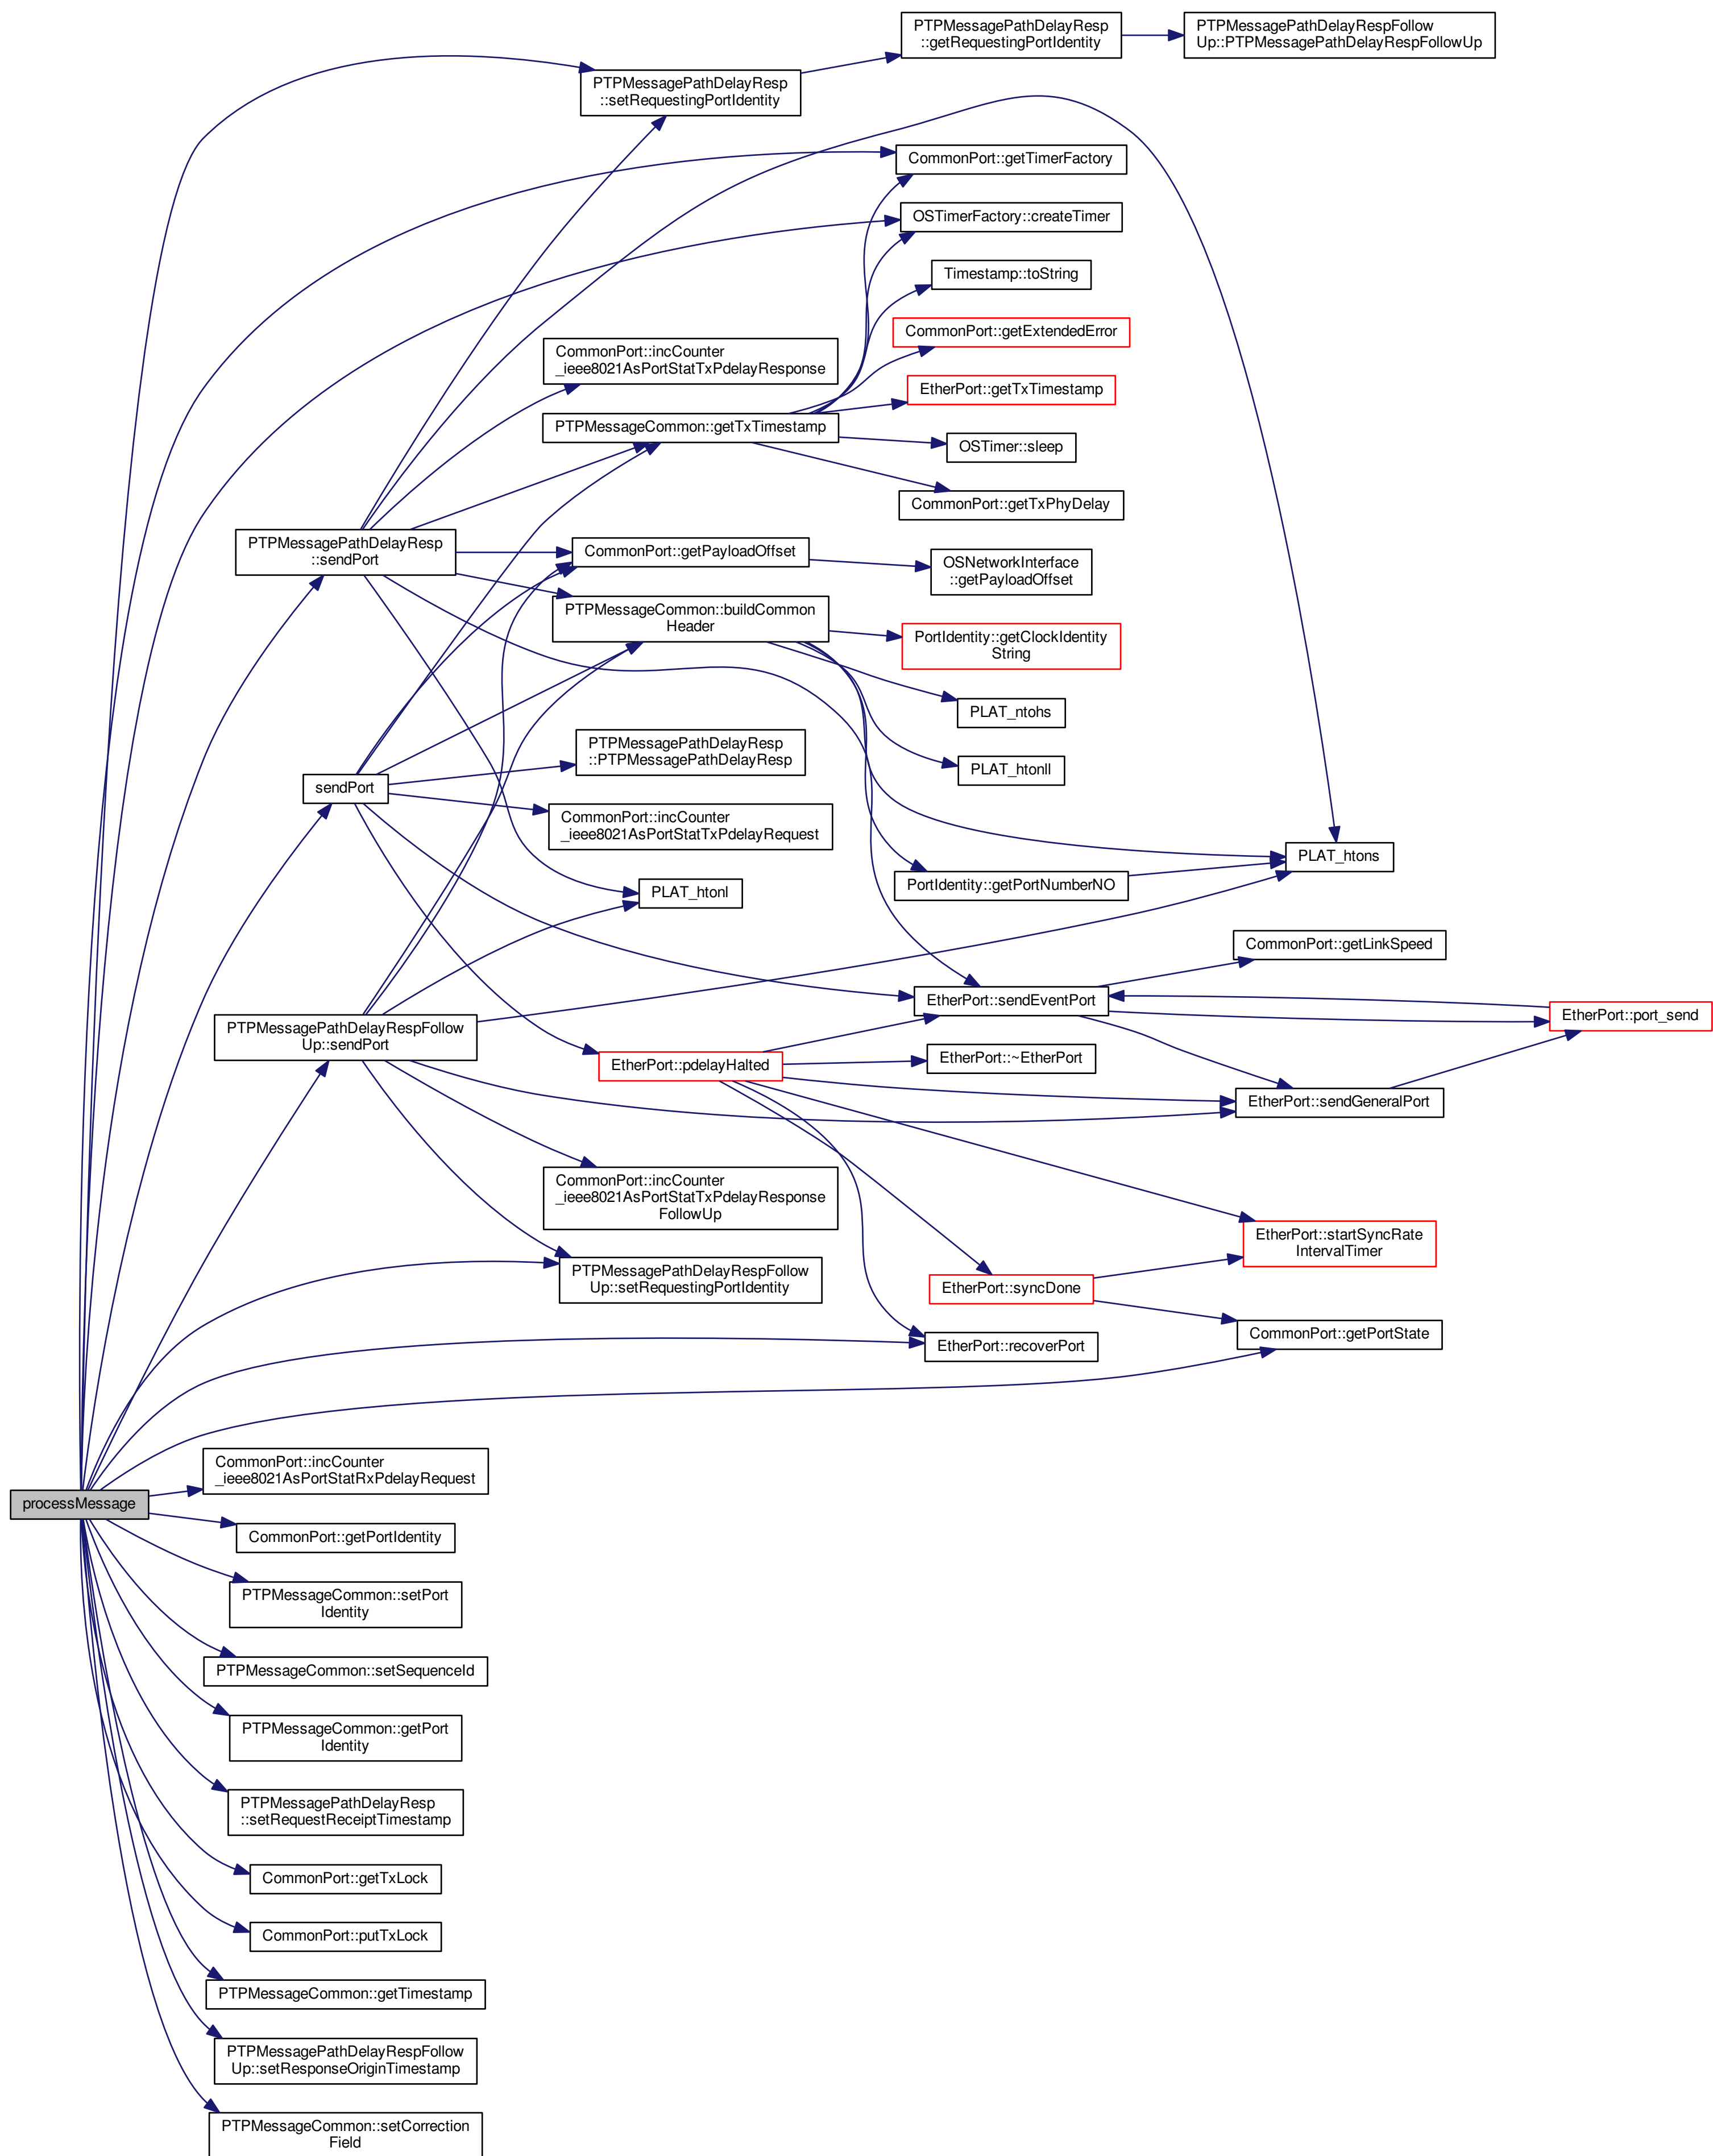 PTPMessagePathDelayResp
::getRequestingPortIdentity
PTPMessagePathDelayRespFollow
Up::PTPMessagePathDelayRespFollowUp
PTPMessagePathDelayResp
::setRequestingPortIdentity
CommonPort::getTimerFactory
OSTimerFactory::createTimer
Timestamp::toString
CommonPort::getExtendedError
CommonPort::incCounter
_ieee8021AsPortStatTxPdelayResponse
EtherPort::getTxTimestamp
PTPMessageCommon::getTxTimestamp
OSTimer::sleep
CommonPort::getTxPhyDelay
PTPMessagePathDelayResp
::sendPort
CommonPort::getPayloadOffset
OSNetworkInterface
::getPayloadOffset
PTPMessageCommon::buildCommon
Header
PortIdentity::getClockIdentity
String
PLAT_ntohs
PTPMessagePathDelayResp
::PTPMessagePathDelayResp
PLAT_htonll
sendPort
CommonPort::incCounter
_ieee8021AsPortStatTxPdelayRequest
PLAT_htons
PortIdentity::getPortNumberNO
PLAT_htonl
CommonPort::getLinkSpeed
EtherPort::sendEventPort
EtherPort::port_send
PTPMessagePathDelayRespFollow
Up::sendPort
EtherPort::pdelayHalted
EtherPort::~EtherPort
EtherPort::sendGeneralPort
CommonPort::incCounter
_ieee8021AsPortStatTxPdelayResponse
FollowUp
EtherPort::startSyncRate
IntervalTimer
PTPMessagePathDelayRespFollow
Up::setRequestingPortIdentity
EtherPort::syncDone
CommonPort::getPortState
EtherPort::recoverPort
CommonPort::incCounter
_ieee8021AsPortStatRxPdelayRequest
processMessage
CommonPort::getPortIdentity
PTPMessageCommon::setPort
Identity
PTPMessageCommon::setSequenceId
PTPMessageCommon::getPort
Identity
PTPMessagePathDelayResp
::setRequestReceiptTimestamp
CommonPort::getTxLock
CommonPort::putTxLock
PTPMessageCommon::getTimestamp
PTPMessagePathDelayRespFollow
Up::setResponseOriginTimestamp
PTPMessageCommon::setCorrection
Field